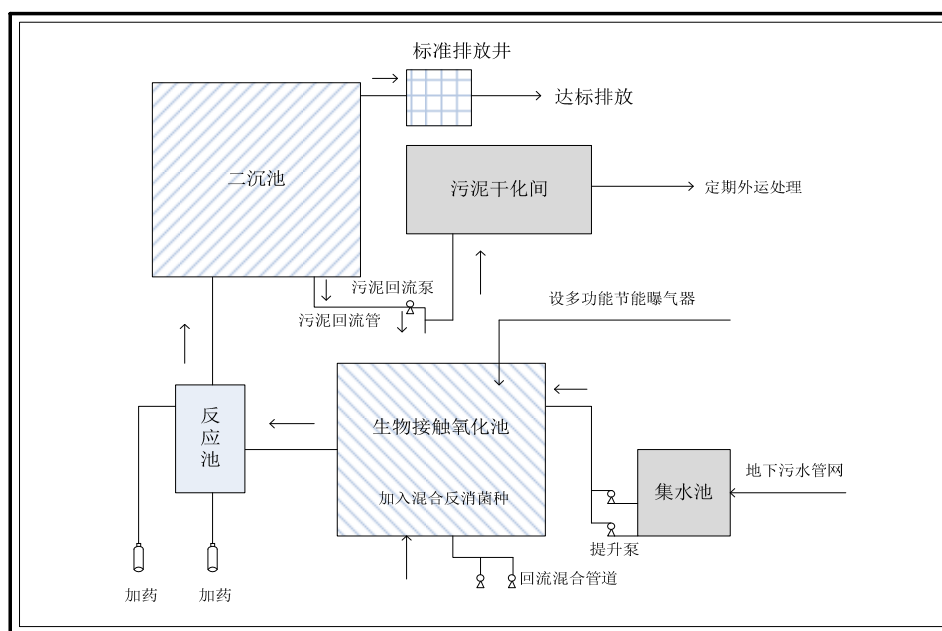 标准排放井
达标排放
二沉池
污泥干化间
定期外运处理
污泥回流泵
污泥回流管
设多功能节能曝气器
反应池
生物接触氧化池
加入混合反消菌种
集水池
地下污水管网
提升泵
回流混合管道
加药
加药